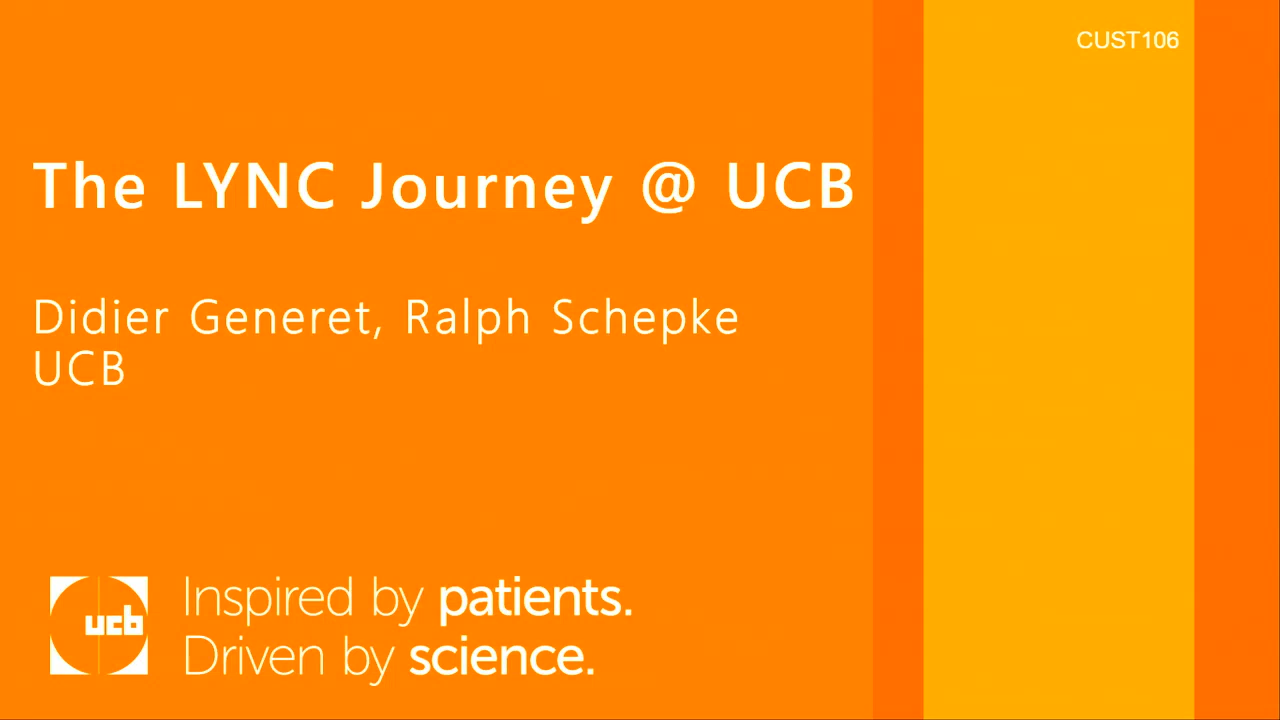 CUST106
The LYNC Journey @ UCB
Didier Generet, Ralph Schepke
UCB
ucb
Inspired by patients.
Driven by science.